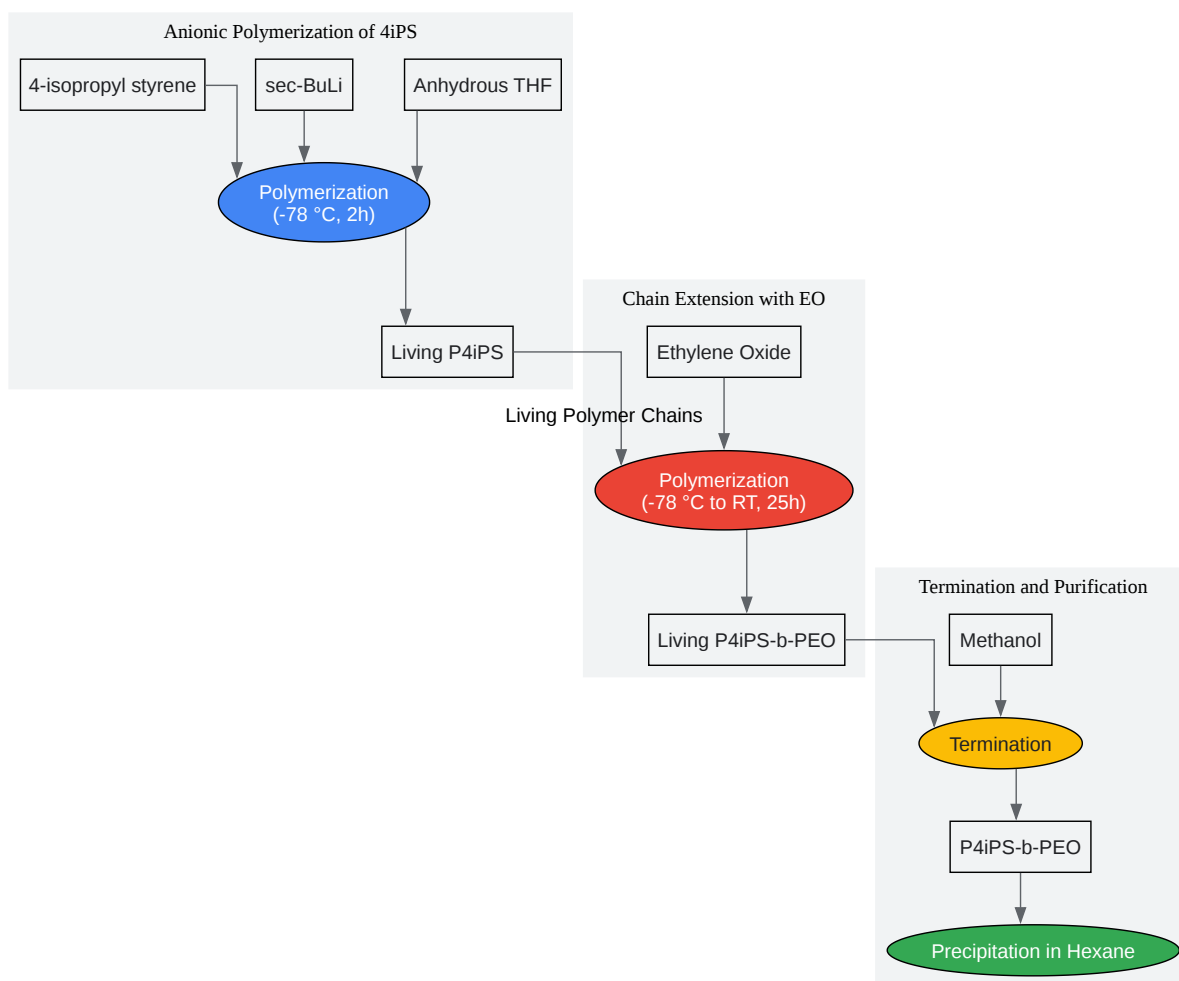 Anionic Polymerization of 4iPS
4-isopropyl styrene
sec-BuLi
Anhydrous THF
Polymerization
(-78 °C, 2h)
Living P4iPS
Chain Extension with EO
Ethylene Oxide
Living Polymer Chains
Polymerization
(-78 °C to RT, 25h)
Living P4iPS-b-PEO
Termination and Purification
Methanol
Termination
P4iPS-b-PEO
Precipitation in Hexane